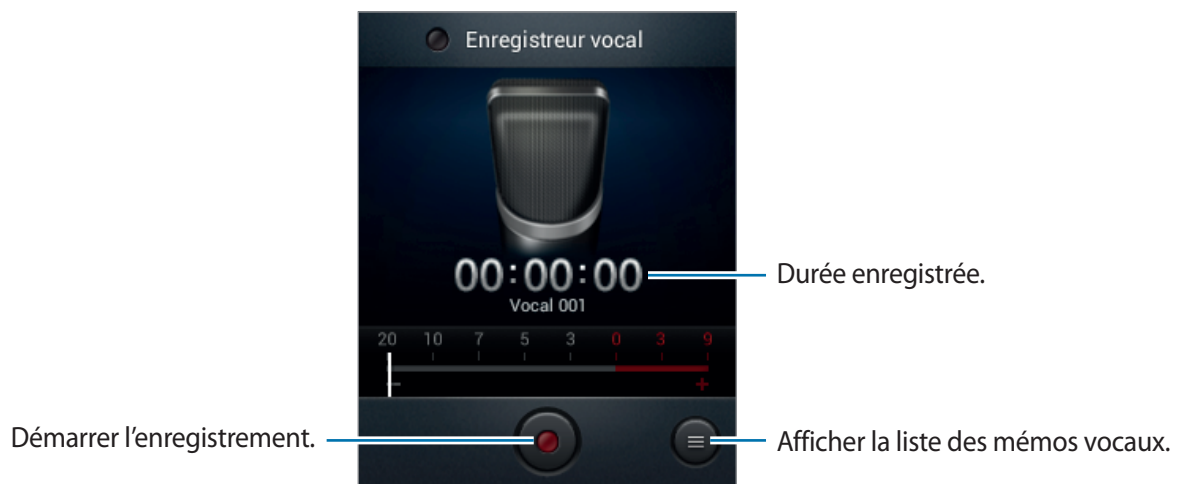 Enregistreur vocal
00:00:00
Durée enregistrée.
Vocal 001
20 10 7 5 3 0 3 9
− +
Démarrer l’enregistrement.
Afficher la liste des mémos vocaux.